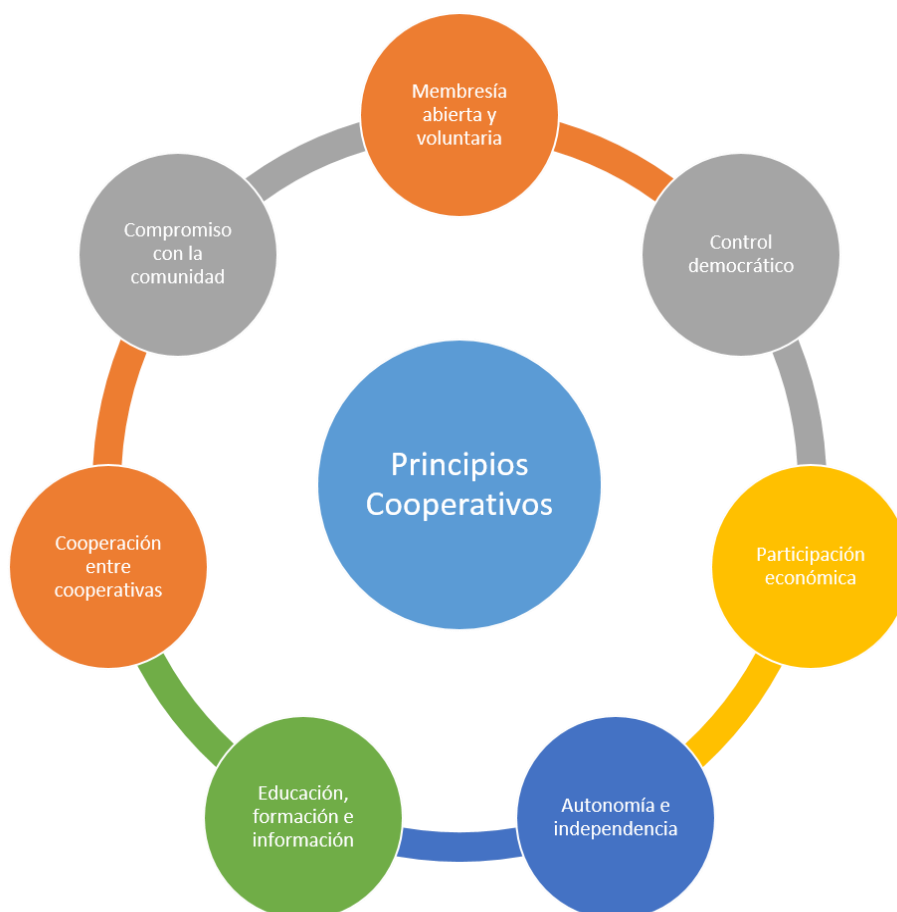 Membresía
abierta y
voluntaria
Control
democrático
Participación
económica
Autonomía e
independencia
Educación,
formación e
información
Cooperación
entre
cooperativas
Compromiso
con la
comunidad
Principios
Cooperativos